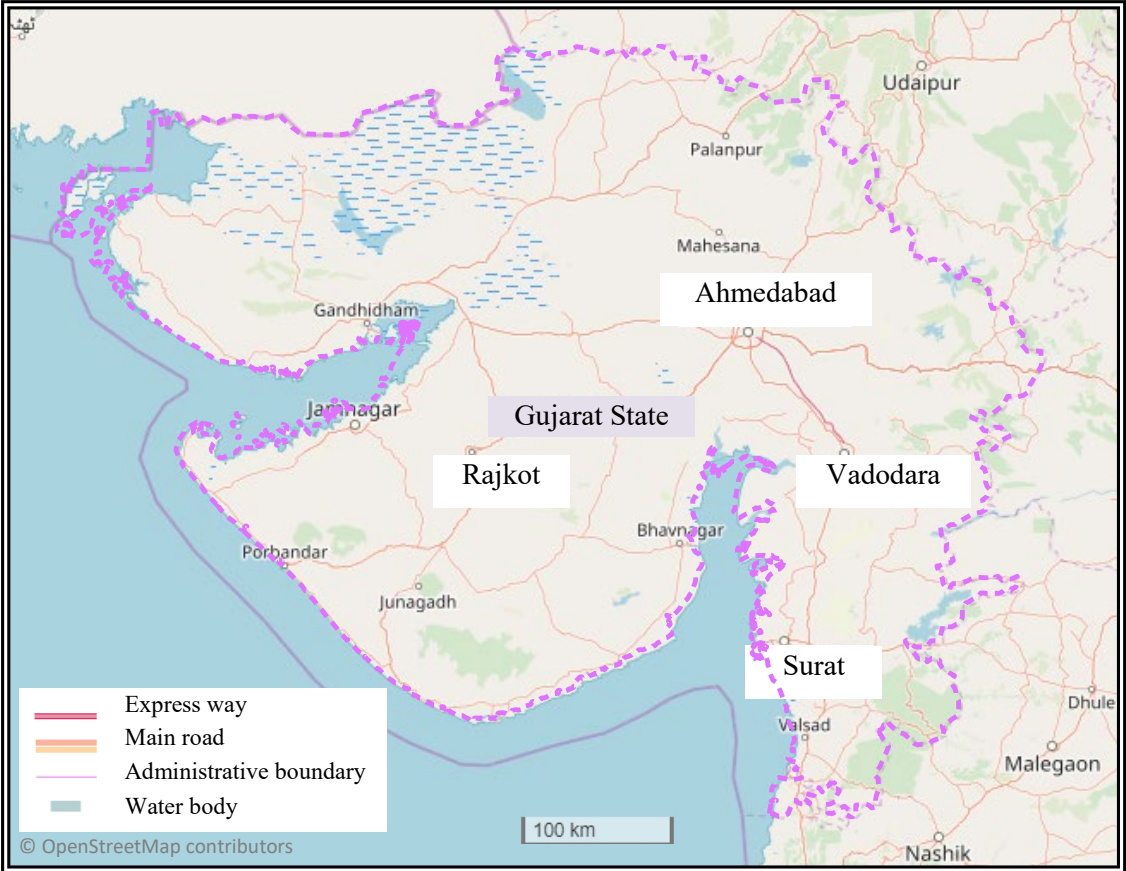 ٹھٹہ
Udaipur
Palanpur
Mahesana
Ahmedabad
Gandhidham
Jamnagar
Gujarat State
Rajkot
Vadodara
Bhavnagar
Porbandar
Junagadh
Surat
Express way
Main road
Administrative boundary
Water body
Valsad
Dhule
Malegaon
100 km
Nashik
© OpenStreetMap contributors